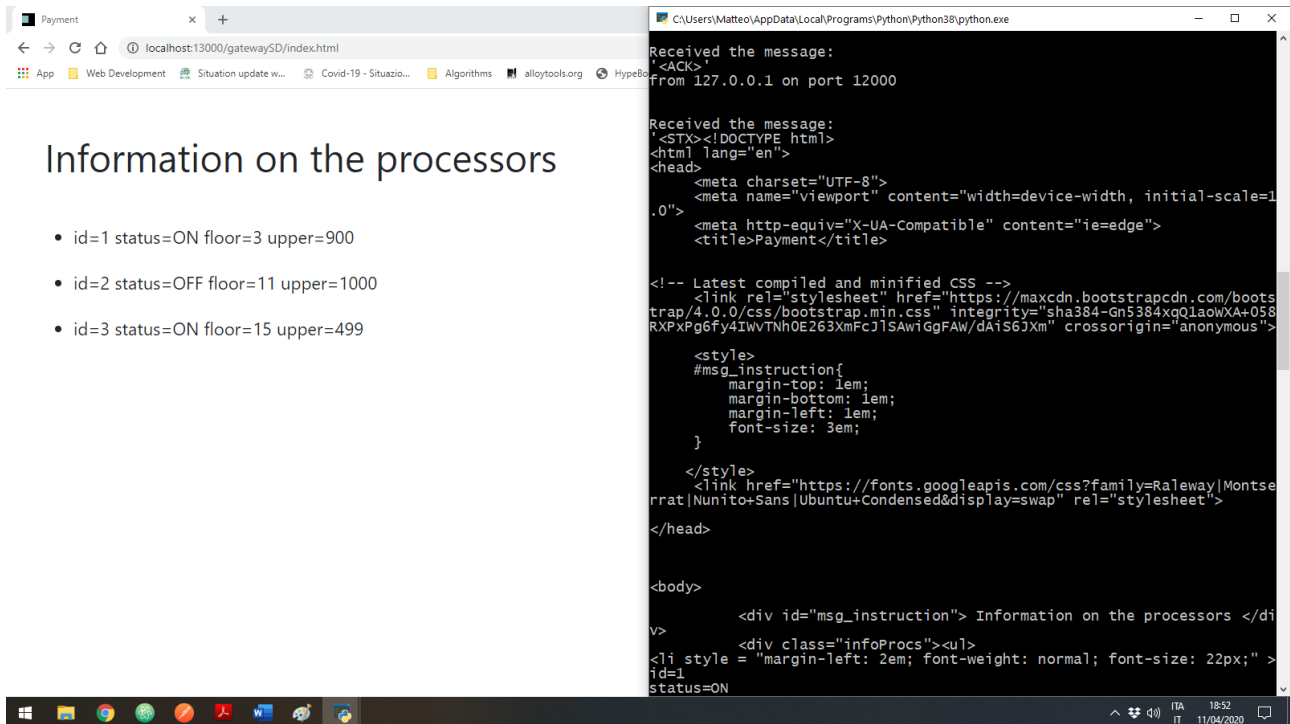 Payment
localhost:13000/gatewaySD/index.html
App Web Development Situation update w... Covid-19 - Situazio... Algorithms alloytools.org HypeBo
Information on the processors
id=1 status=ON floor=3 upper=900
id=2 status=OFF floor=11 upper=1000
id=3 status=ON floor=15 upper=499
C:\Users\Matteo\AppData\Local\Programs\Python\Python38\python.exe
Received the message:
'<ACK>'
from 127.0.0.1 on port 12000
Received the message:
'<STX><!DOCTYPE html>
<html lang="en">
<head>
<meta charset="UTF-8">
<meta name="viewport" content="width=device-width, initial-scale=1
.0">
<meta http-equiv="X-UA-Compatible" content="ie=edge">
<title>Payment</title>
<!-- Latest compiled and minified CSS -->
<link rel="stylesheet" href="https://maxcdn.bootstrapcdn.com/boots
trap/4.0.0/css/bootstrap.min.css" integrity="sha384-Gn5384xqQ1aoWXA+058
RXPxPg6fy4IWvTNh0E263XmFcJlSAwiGgFAW/dAiS6JXm" crossorigin="anonymous">
<style>
#msg_instruction{
margin-top: 1em;
margin-bottom: 1em;
margin-left: 1em;
font-size: 3em;
}
</style>
<link href="https://fonts.googleapis.com/css?family=Raleway|Montse
rrat|Nunito+Sans|Ubuntu+Condensed&display=swap" rel="stylesheet">
</head>
<body>
<div id="msg_instruction"> Information on the processors </di
v>
<div class="infoProcs"><ul>
<li style = "margin-left: 2em; font-weight: normal; font-size: 22px;" >
id=1
status=ON
ITA
IT
18:52
11/04/2020